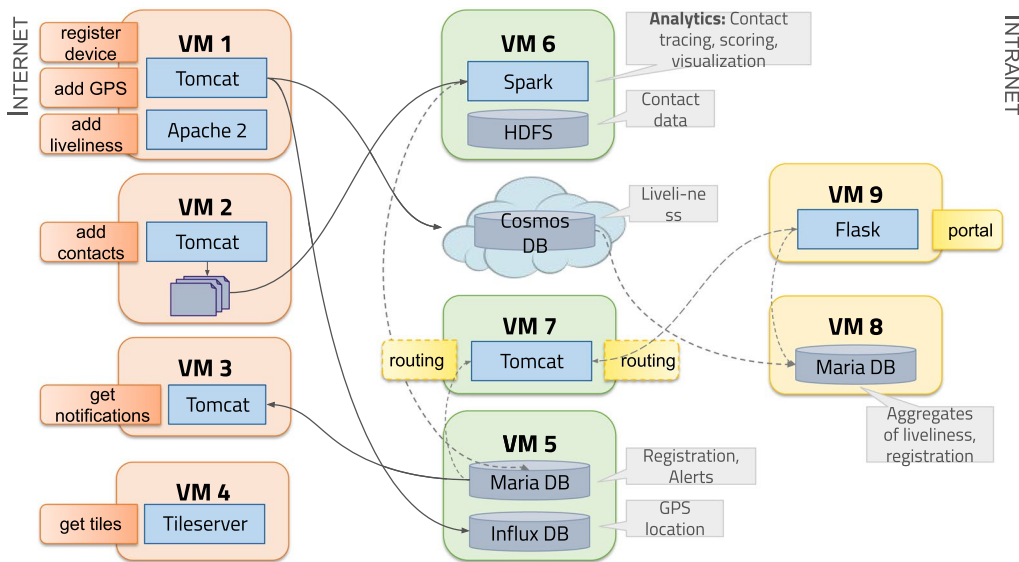 INTERNET
register
device
add GPS
add
liveliness
VM 1
Tomcat
Apache 2
add
contacts
VM 2
Tomcat
get
notifications
VM 3
Tomcat
get tiles
VM 4
Tileserver
VM 6
Spark
HDFS
Analytics: Contact
tracing, scoring,
visualization
Contact
data
Cosmos
DB
Liveli-ne
ss
VM 7
routing
Tomcat
routing
VM 5
Maria DB
Influx DB
Registration,
Alerts
GPS
location
INTRANET
VM 9
Flask
portal
VM 8
Maria DB
Aggregates
of liveliness,
registration